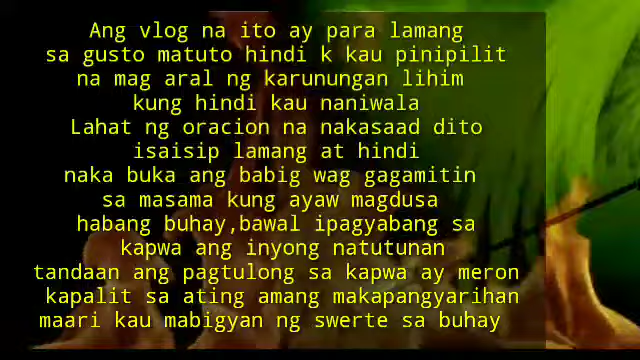 Ang vlog na ito ay para lamang
sa gusto matuto hindi k kau pinipilit
na mag aral ng karunungan lihim
kung hindi kau naniwala
Lahat ng oracion na nakasaad dito
isaisip lamang at hindi
naka buka ang babig wag gagamitin
sa masama kung ayaw magdusa
habang buhay,bawal ipagyabang sa
kapwa ang inyong natutunan
tandaan ang pagtulong sa kapwa ay meron
kapalit sa ating amang makapangyarihan
maari kau mabigyan ng swerte sa buhay